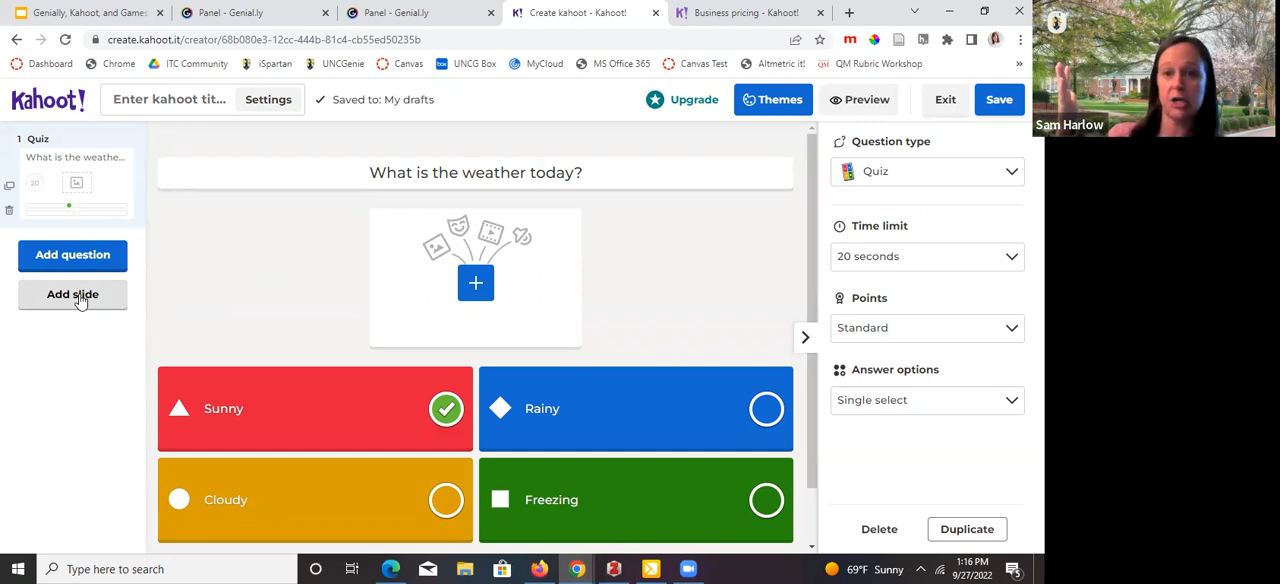 Genially, Kahoot, and Games
Panel - Genial.ly
Panel - Genial.ly
K! Create kahoot - Kahoot!
K! Business pricing - Kahoot!
create.kahoot.it/creator/68b080e3-12cc-444b-81c4-cb55ed50235b
Dashboard
Chrome
ITC Community
iSpartan
UNCGenie
Canvas
box UNCG Box
MyCloud
MS Office 365
Canvas Test
Altmetric it!
QM QM Rubric Workshop
»
Kahoot!
Enter kahoot tit...
Settings
Saved to: My drafts
Upgrade
Themes
Preview
Exit
Save
Sam Harlow
1 Quiz
What is the weathe...
20
Add question
Add slide
What is the weather today?
Sunny
Rainy
Cloudy
Freezing
Question type
Quiz
Time limit
20 seconds
Points
Standard
Answer options
Single select
Delete
Duplicate
Type here to search
69°F Sunny
1:16 PM
9/27/2022
5